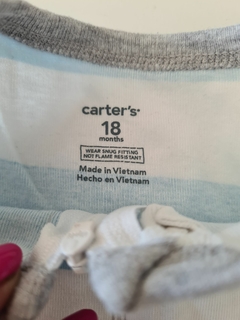 carter's
18
months
WEAR SNUG FITTING
NOT FLAME RESISTANT
Made in Vietnam
Hecho en Vietnam